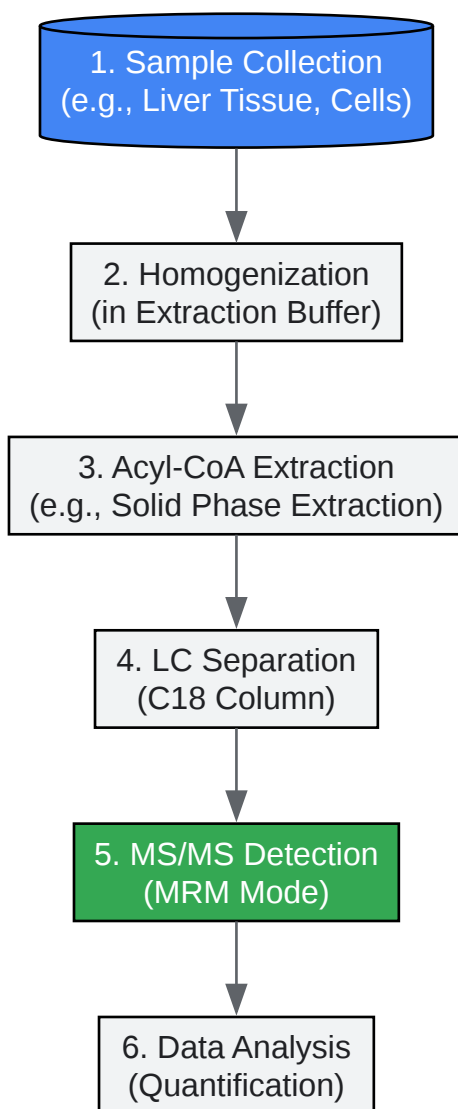 1. Sample Collection
(e.g., Liver Tissue, Cells)
2. Homogenization
(in Extraction Buffer)
3. Acyl-CoA Extraction
(e.g., Solid Phase Extraction)
4. LC Separation
(C18 Column)
5. MS/MS Detection
(MRM Mode)
6. Data Analysis
(Quantification)